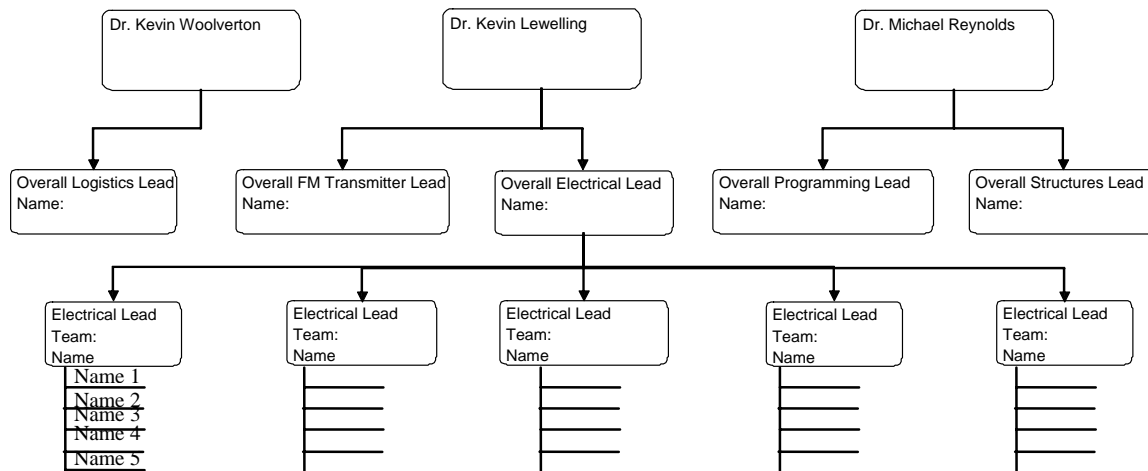 Dr. Kevin Woolverton
Dr. Kevin Lewelling
Dr. Michael Reynolds
Overall Logistics Lead
Name:
Overall FM Transmitter Lead
Name:
Overall Electrical Lead
Name:
Overall Programming Lead
Name:
Overall Structures Lead
Name:
Electrical Lead
Team:
Name
Name 1
Name 2
Name 3
Name 4
Name 5
Electrical Lead
Team:
Name
Electrical Lead
Team:
Name
Electrical Lead
Team:
Name
Electrical Lead
Team:
Name